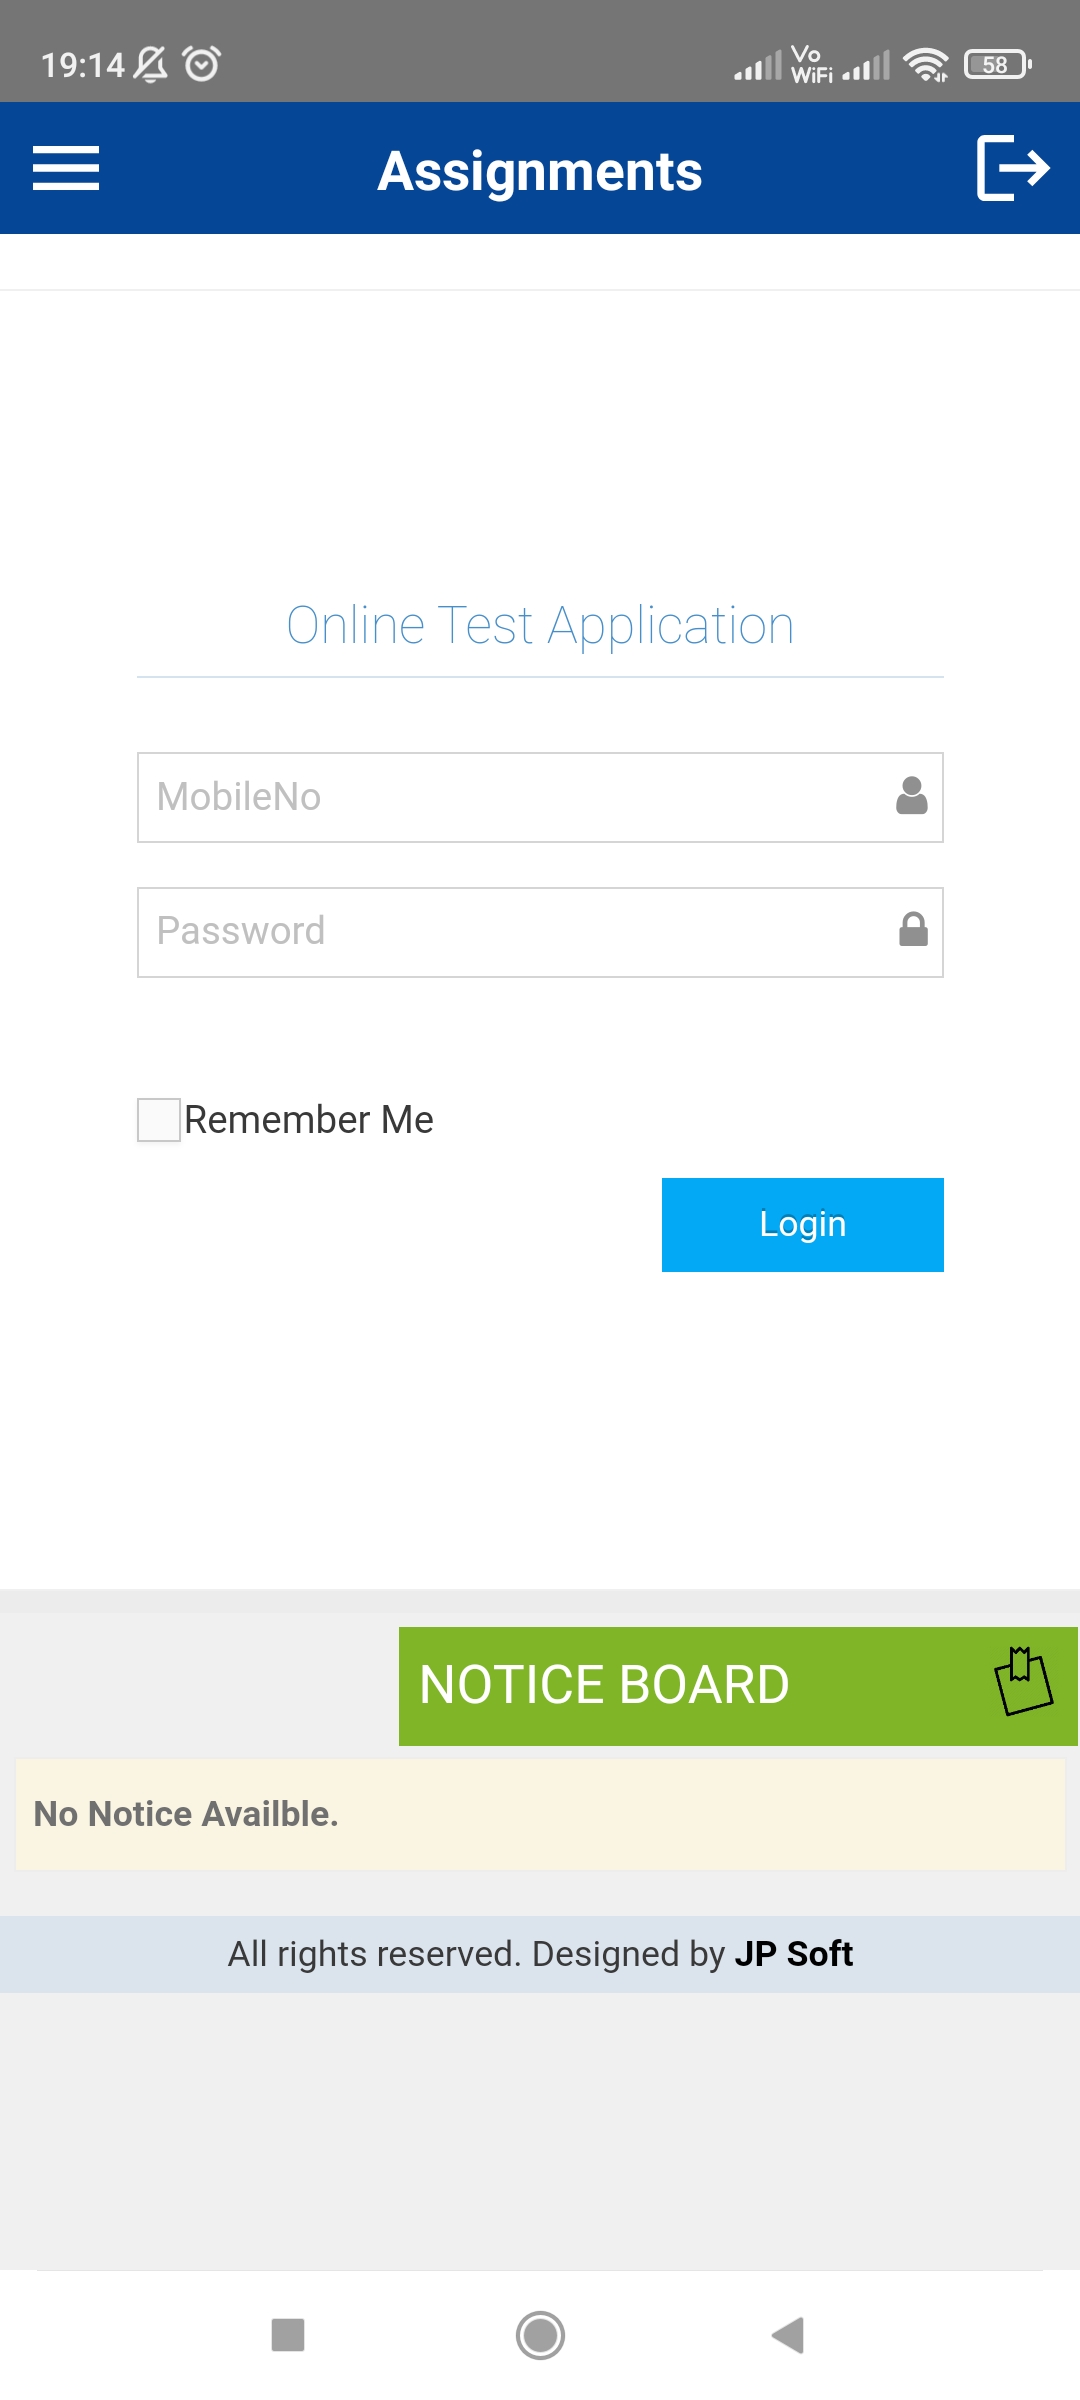 19:14 Vo WiFi 58
Assignments
Online Test Application
MobileNo
Password
Remember Me
Login
NOTICE BOARD
No Notice Availble.
All rights reserved. Designed by JP Soft